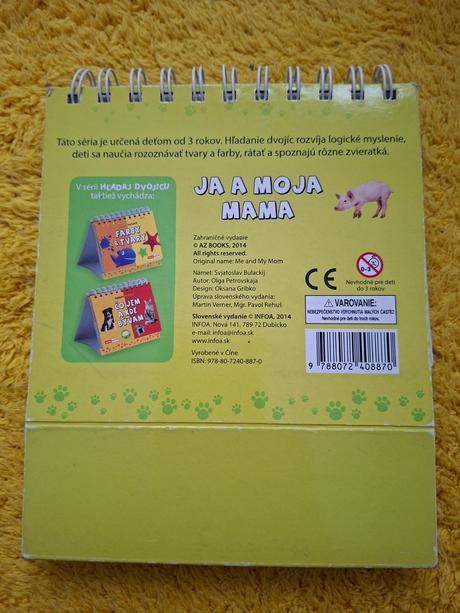 Táto séria je určená deťom od 3 rokov. Hľadanie dvojíc rozvíja logické myslenie,
deti sa naučia rozoznávať tvary a farby, rátať a spoznajú rôzne zvieratká.
V sérii HĽADAJ DVOJICU
taktiež vychádza:
FARBY
& TVARY
ČO JEM
A KDE
BÝVAM
JA A MOJA
MAMA
Zahraničné vydanie
© AZ BOOKS, 2014
All rights reserved.
Original name: Me and My Mom
Námet: Svjatoslav Bulackij
Autor: Olga Petrovskaja
Design: Oksana Gribko
Úprava slovenského vydania:
Martin Verner, Mgr. Pavol Rehuš
Slovenské vydanie © INFOA, 2014
INFOA, Nová 141, 789 72 Dubicko
e-mail: infoa@infoa.sk
www.infoa.sk
Vyrobené v Číne
ISBN: 978-80-7240-887-0
CE
0-3
Nevhodné pre deti
do 3 rokov
VAROVANIE:
NEBEZPEČENSTVO VDÝCHNUTIA MALÝCH ČASTÍ!
Nevhodné pre deti do troch rokov.
9 788072 408870